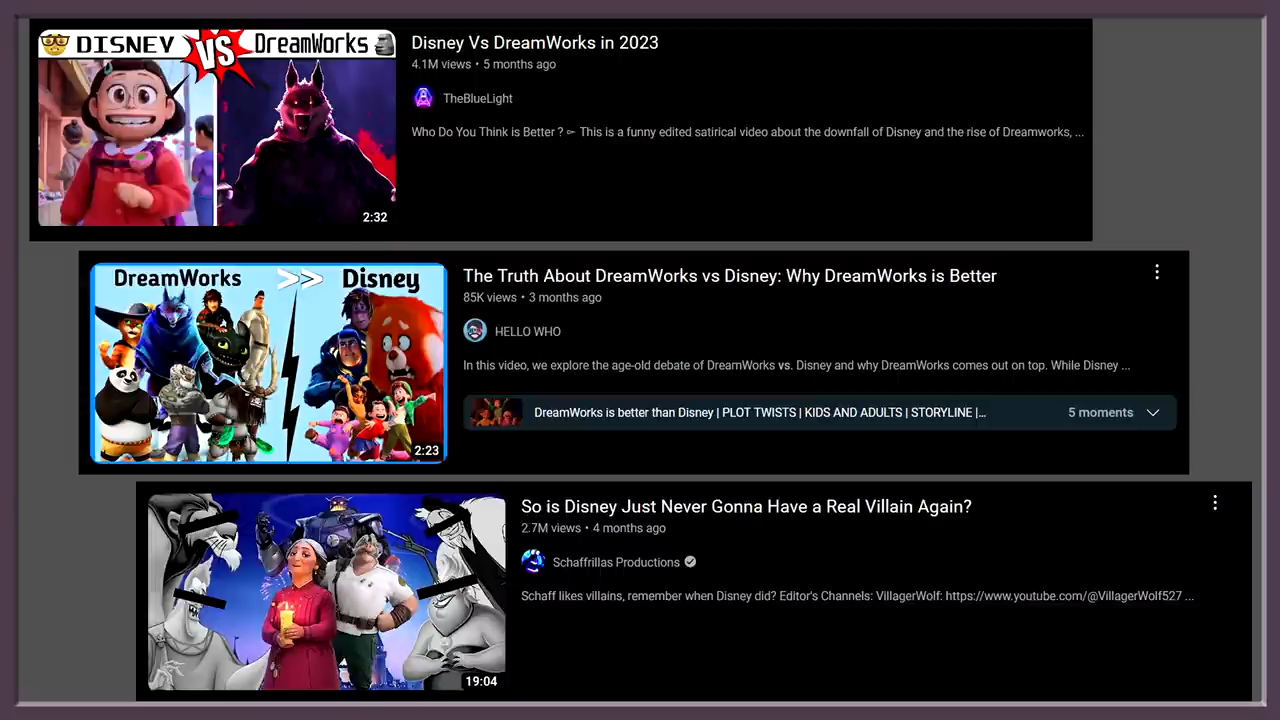 DISNEY VS DreamWorks
2:32
Disney Vs DreamWorks in 2023
4.1M views • 5 months ago
TheBlueLight
Who Do You Think is Better ? ➣ This is a funny edited satirical video about the downfall of Disney and the rise of Dreamworks, ...
DreamWorks >> Disney
2:23
The Truth About DreamWorks vs Disney: Why DreamWorks is Better
85K views • 3 months ago
HELLO WHO
In this video, we explore the age-old debate of DreamWorks vs. Disney and why DreamWorks comes out on top. While Disney ...
DreamWorks is better than Disney | PLOT TWISTS | KIDS AND ADULTS | STORYLINE |... 5 moments
19:04
So is Disney Just Never Gonna Have a Real Villain Again?
2.7M views • 4 months ago
Schaffrillas Productions
Schaff likes villains, remember when Disney did? Editor's Channels: VillagerWolf: https://www.youtube.com/@VillagerWolf527 ...